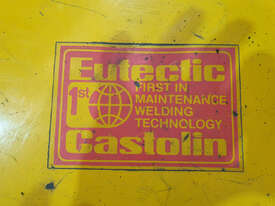 Eutectic
1st
FIRST IN
MAINTENANCE
WELDING
TECHNOLOGY
Castolin